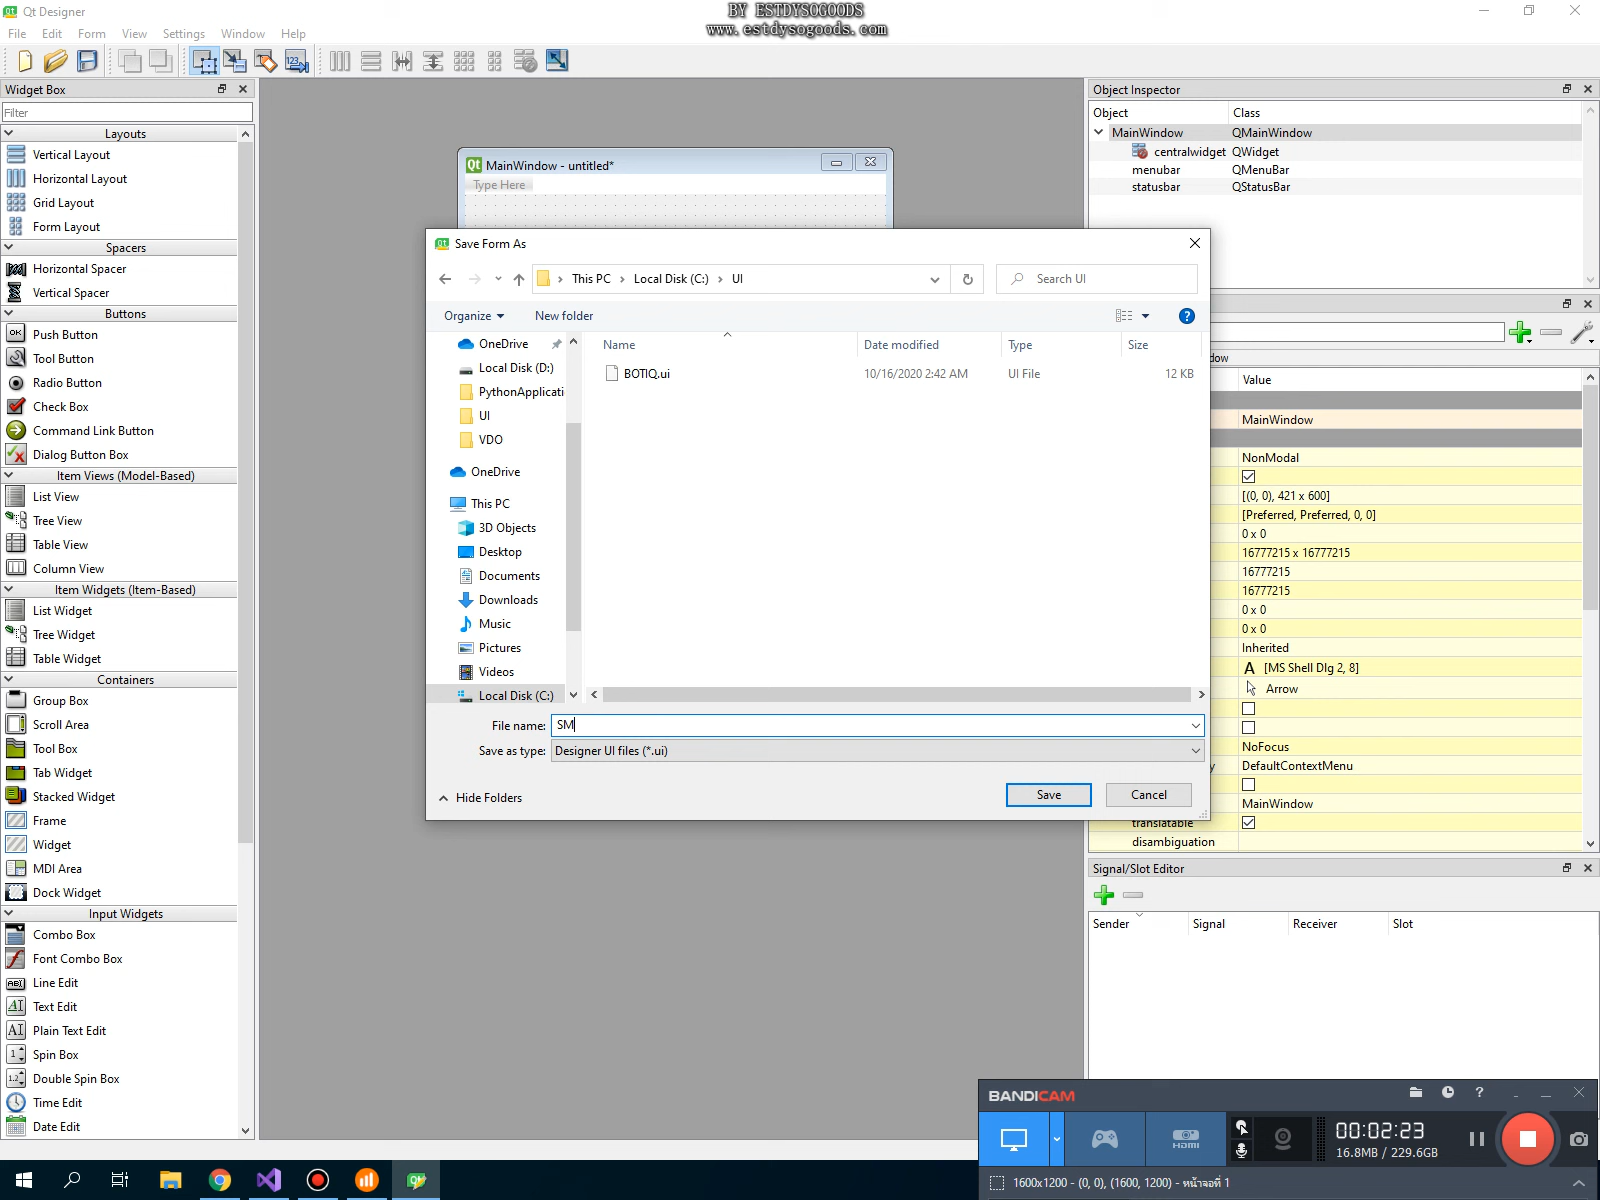 Qt Designer
BY ESTDYSOGOODS
www.estdysogoods.com
File Edit Form View Settings Window Help
Widget Box
Filter
Layouts
Vertical Layout
Horizontal Layout
Grid Layout
Form Layout
Spacers
Horizontal Spacer
Vertical Spacer
Buttons
OK Push Button
Tool Button
Radio Button
Check Box
Command Link Button
Dialog Button Box
Item Views (Model-Based)
List View
Tree View
Table View
Column View
Item Widgets (Item-Based)
List Widget
Tree Widget
Table Widget
Containers
Group Box
Scroll Area
Tool Box
Tab Widget
Stacked Widget
Frame
Widget
MDI Area
Dock Widget
Input Widgets
Combo Box
Font Combo Box
Line Edit
Text Edit
Plain Text Edit
Spin Box
Double Spin Box
Time Edit
Date Edit
Qt MainWindow - untitled*
Type Here
Save Form As
This PC › Local Disk (C:) › UI
Search UI
Organize
New folder
OneDrive
Local Disk (D:)
PythonApplicati
UI
VDO
OneDrive
This PC
3D Objects
Desktop
Documents
Downloads
Music
Pictures
Videos
Local Disk (C:)
Name Date modified Type Size
BOTIQ.ui 10/16/2020 2:42 AM UI File 12 KB
File name: SM
Save as type: Designer UI files (*.ui)
Hide Folders
Save
Cancel
Object Inspector
Object Class
MainWindow QMainWindow
centralwidget QWidget
menubar QMenuBar
statusbar QStatusBar
dow
Value
MainWindow
NonModal
[(0, 0), 421 x 600]
[Preferred, Preferred, 0, 0]
0 x 0
16777215 x 16777215
16777215
16777215
0 x 0
0 x 0
Inherited
A [MS Shell Dlg 2, 8]
Arrow
NoFocus
y DefaultContextMenu
MainWindow
translatable
disambiguation
Signal/Slot Editor
Sender Signal Receiver Slot
BANDICAM
HDMI
00:02:23
16.8MB / 229.6GB
1600x1200 - (0, 0), (1600, 1200) - หน้าจอที่ 1